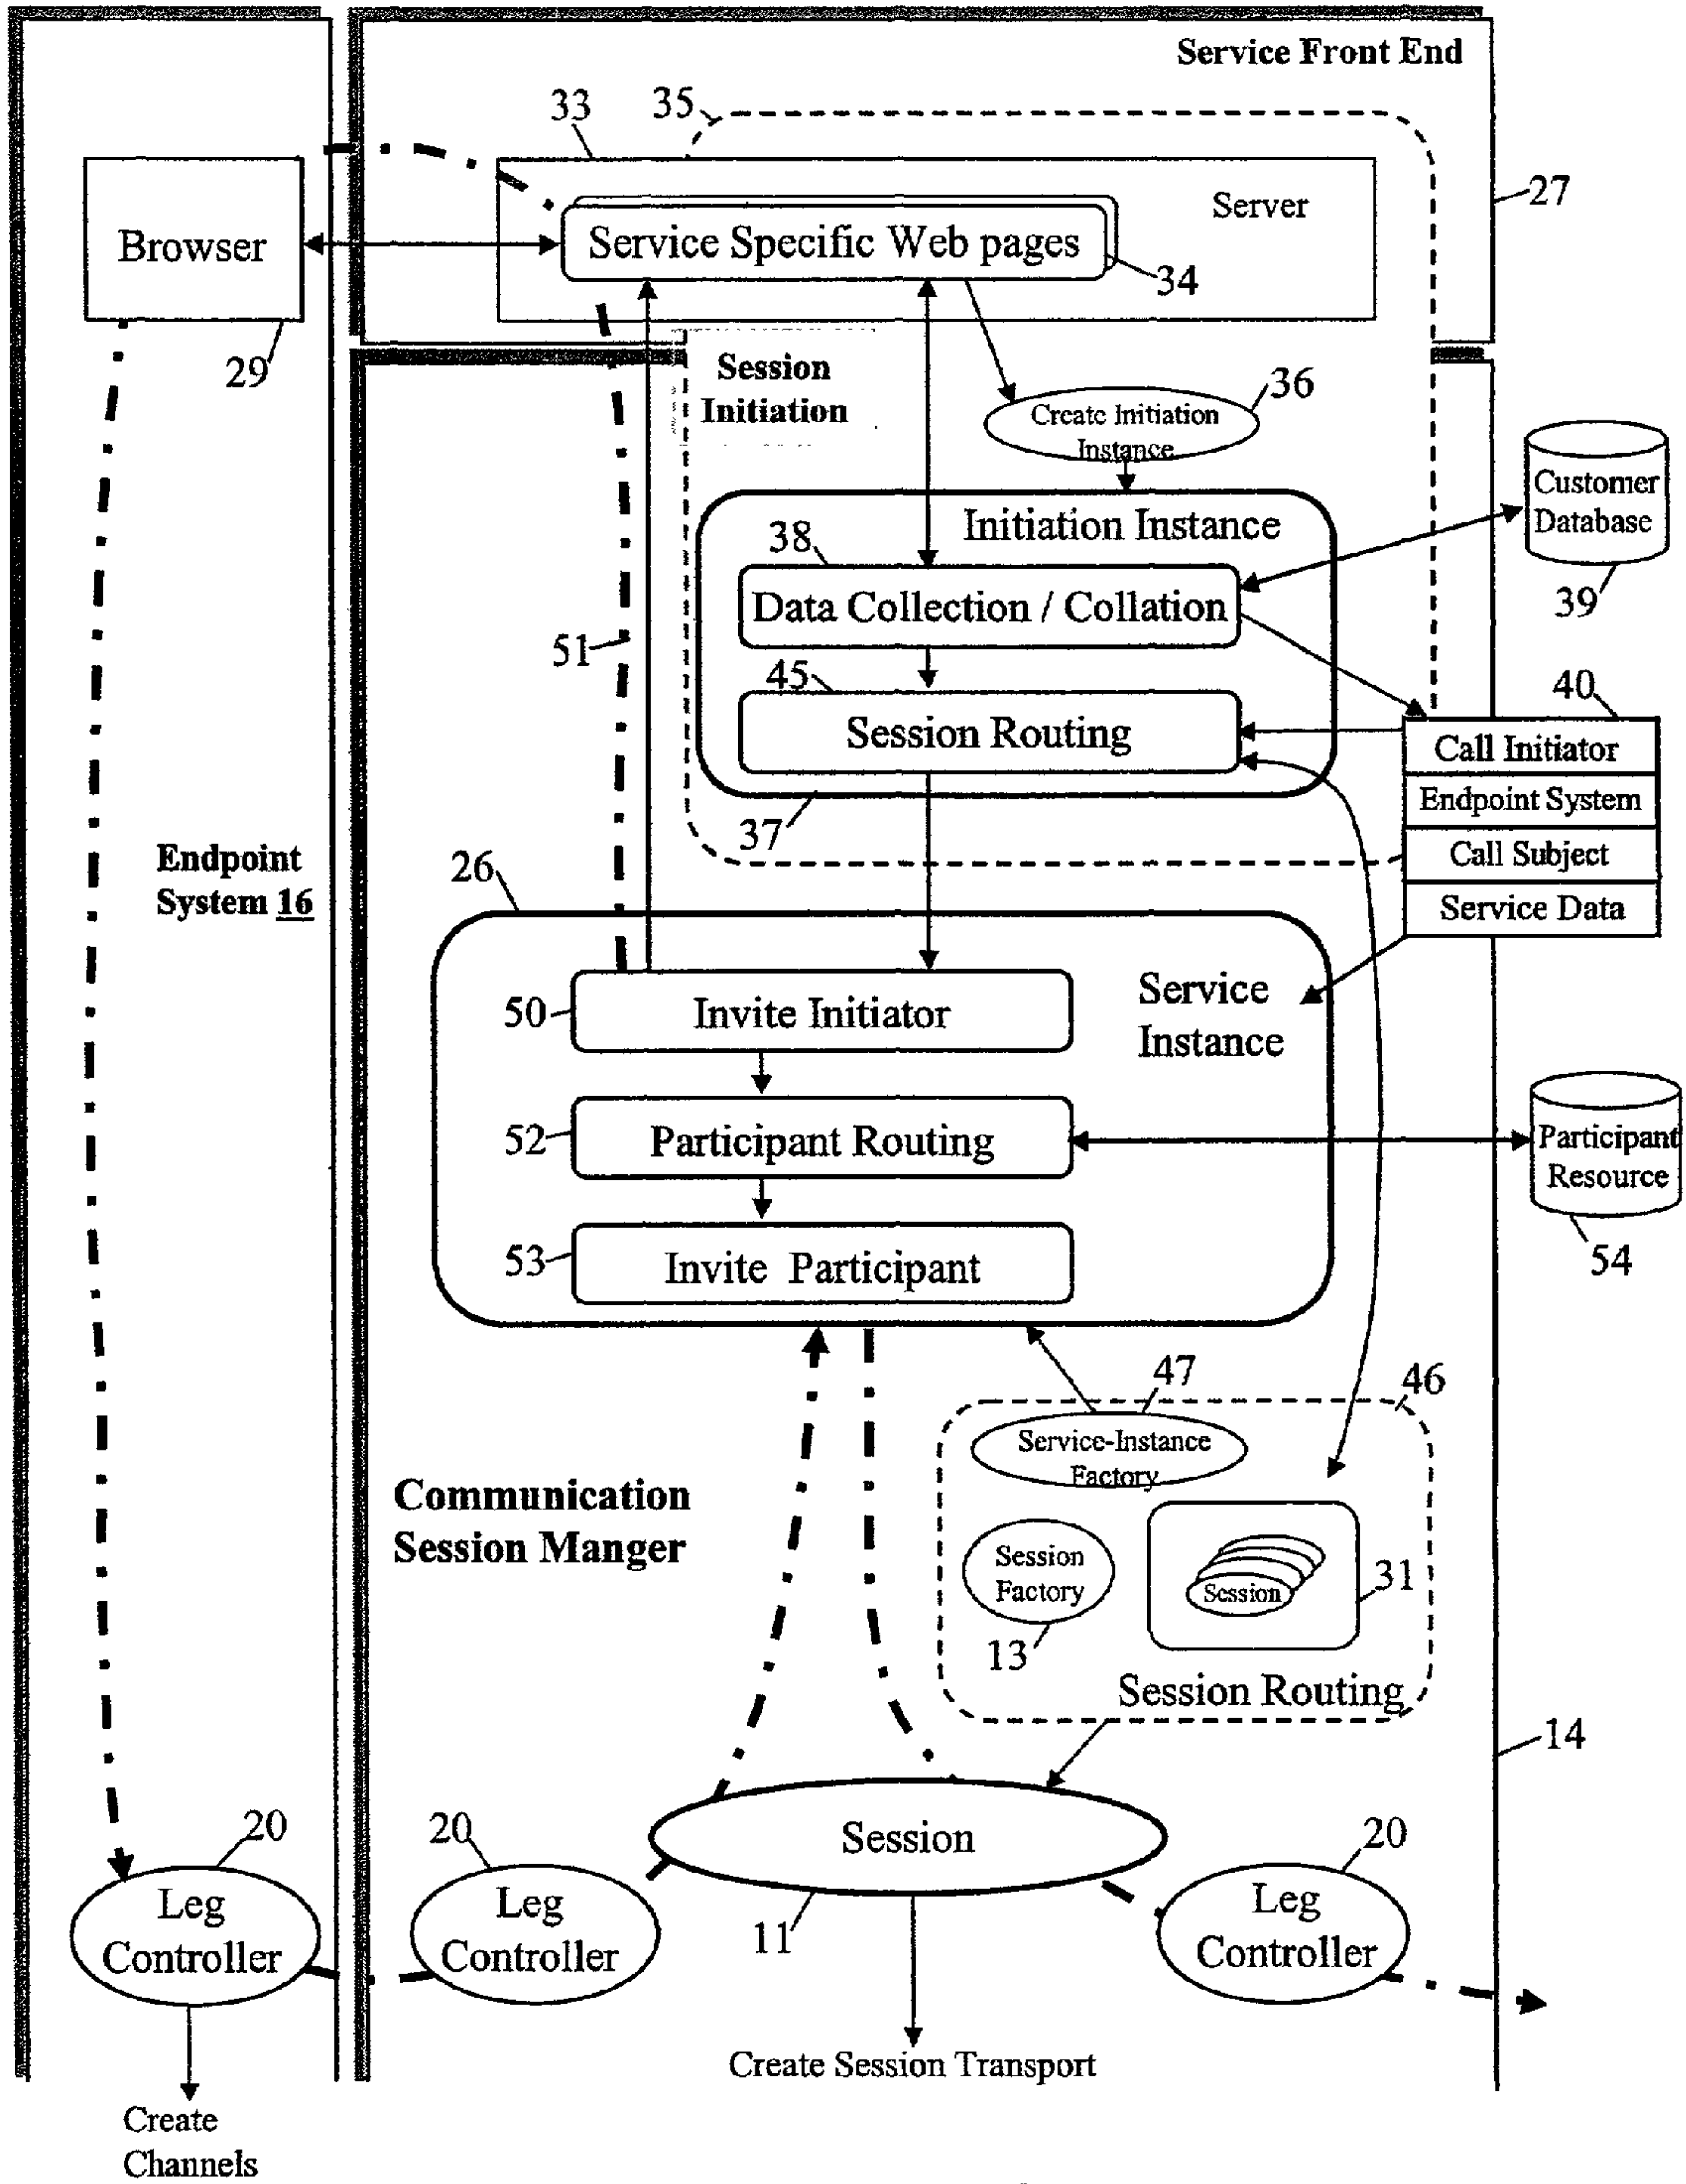 Service Front End
33
35
27
Server
Browser
Service Specific Web pages
34
29
Session
Initiation
36
Create Initiation
Instance
Customer
Database
39
Initiation Instance
38
Data Collection / Collation
51
45
Session Routing
40
Call Initiator
Endpoint System
Call Subject
Service Data
37
Endpoint
System 16
26
Service
Instance
50
Invite Initiator
52
Participant Routing
Participant
Resource
54
53
Invite Participant
47
46
Service-Instance
Factory
Communication
Session Manger
Session
Factory
13
Session
31
Session Routing
14
20
Leg
Controller
20
Leg
Controller
Session
11
20
Leg
Controller
Create Session Transport
Create
Channels